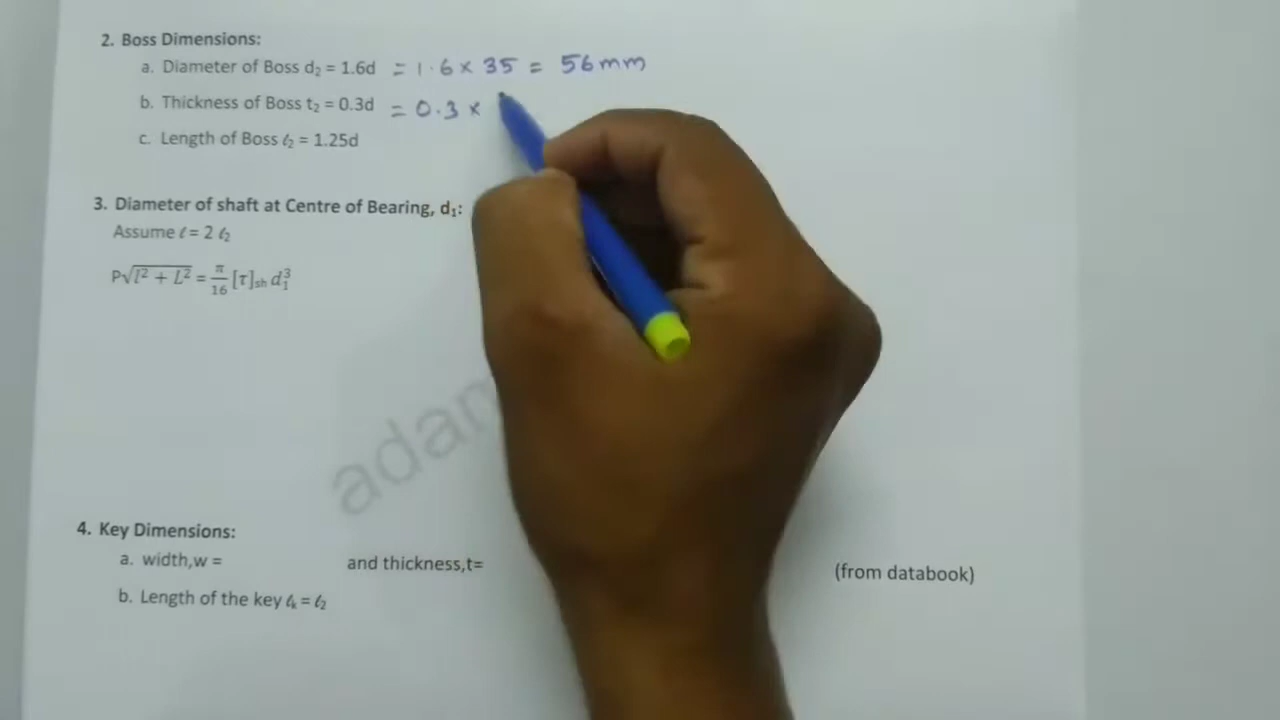 2. Boss Dimensions:
a. Diameter of Boss d₂ = 1.6d = 1.6 × 35 = 56mm
b. Thickness of Boss t₂ = 0.3d = 0.3 ×
c. Length of Boss ℓ₂ = 1.25d
3. Diameter of shaft at Centre of Bearing, d₁:
Assume ℓ = 2 ℓ₂
P√(l² + L²) = π/16 [τ]sh d₁³
adam
4. Key Dimensions:
a. width,w = and thickness,t= (from databook)
b. Length of the key ℓₖ = ℓ₂